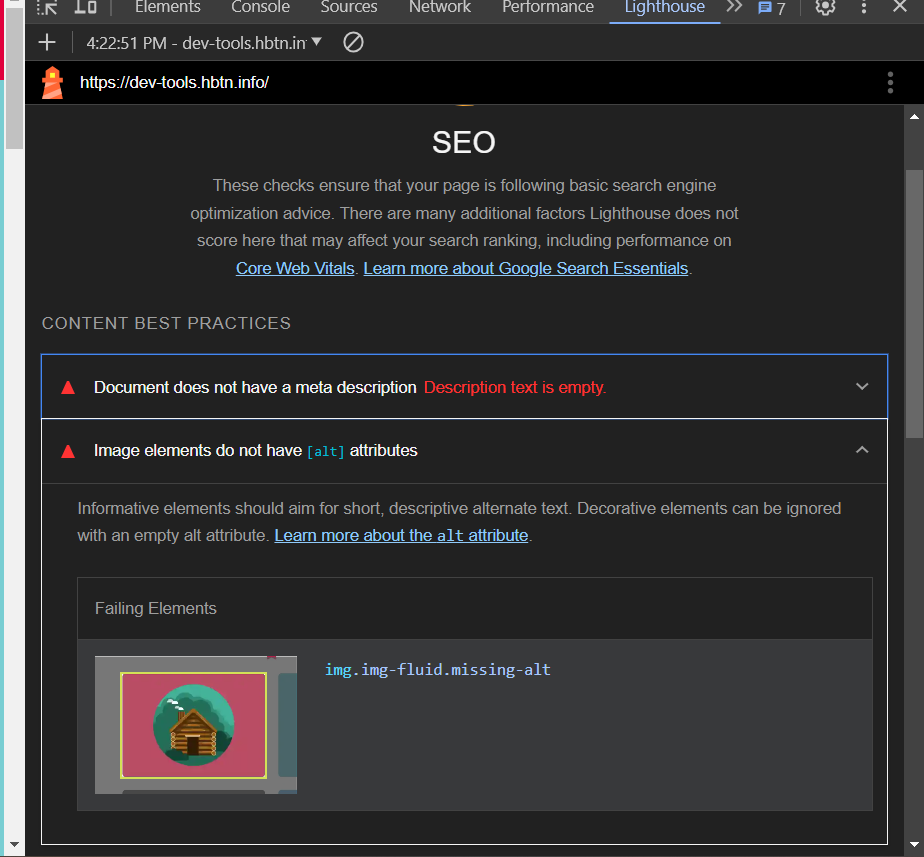 Elements Console Sources Network Performance Lighthouse 7
4:22:51 PM - dev-tools.hbtn.in
https://dev-tools.hbtn.info/
SEO
These checks ensure that your page is following basic search engine
optimization advice. There are many additional factors Lighthouse does not
score here that may affect your search ranking, including performance on
Core Web Vitals. Learn more about Google Search Essentials.
CONTENT BEST PRACTICES
Document does not have a meta description Description text is empty.
Image elements do not have [alt] attributes
Informative elements should aim for short, descriptive alternate text. Decorative elements can be ignored
with an empty alt attribute. Learn more about the alt attribute.
Failing Elements
img.img-fluid.missing-alt